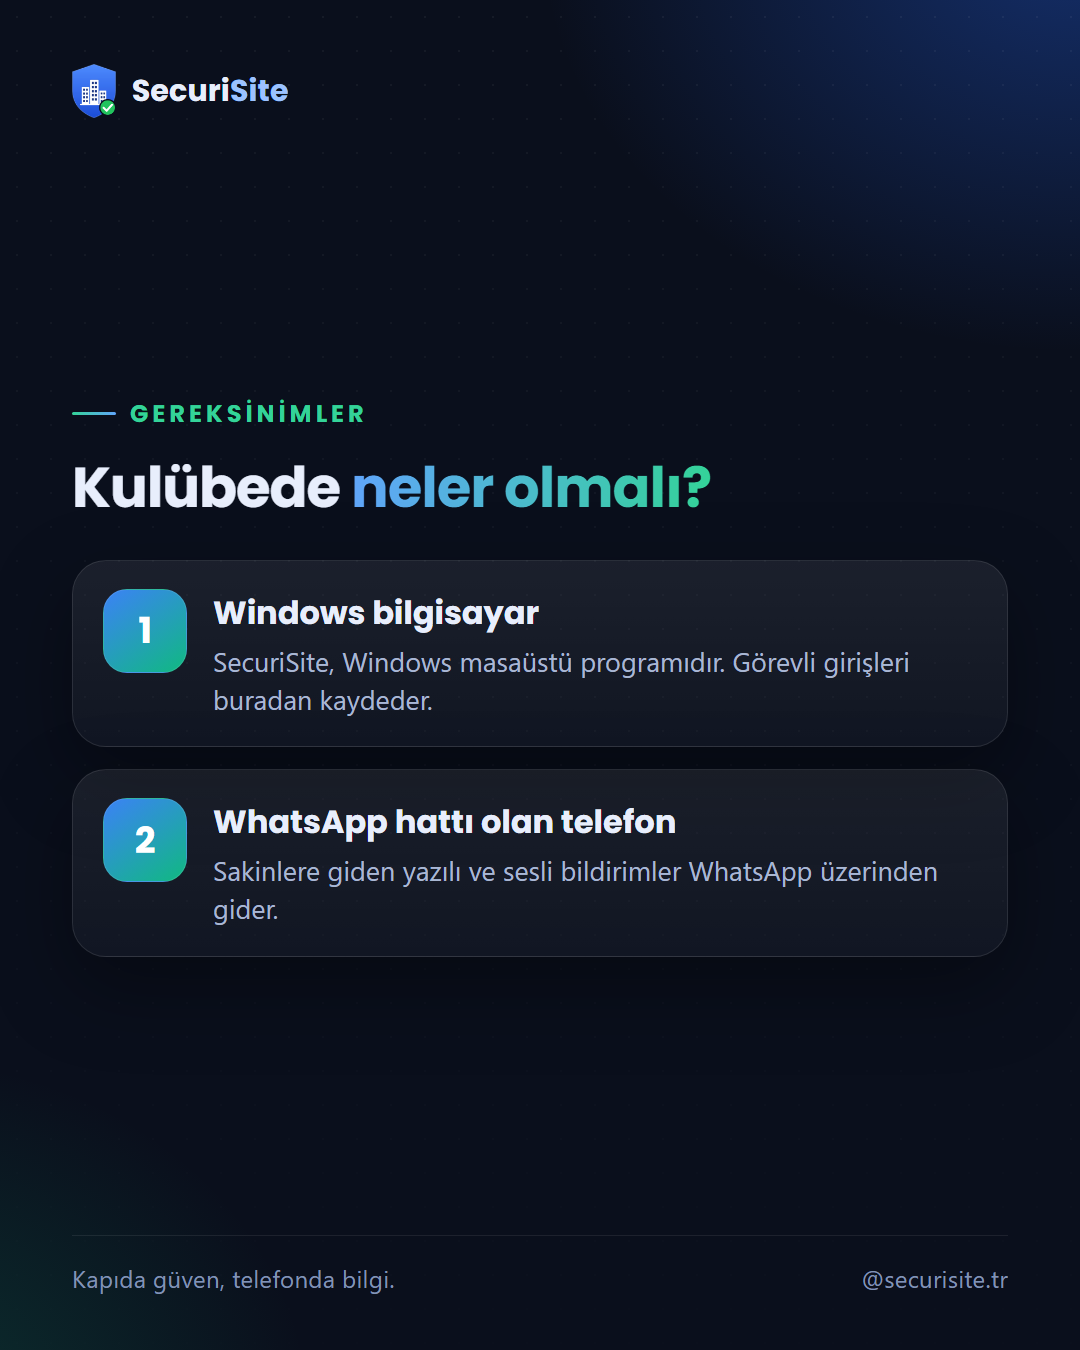 SecuriSite
GEREKSİNİMLER
Kulübede neler olmalı?
1
Windows bilgisayar
SecuriSite, Windows masaüstü programıdır. Görevli girişleri
buradan kaydeder.
2
WhatsApp hattı olan telefon
Sakinlere giden yazılı ve sesli bildirimler WhatsApp üzerinden
gider.
Kapıda güven, telefonda bilgi.
@securisite.tr